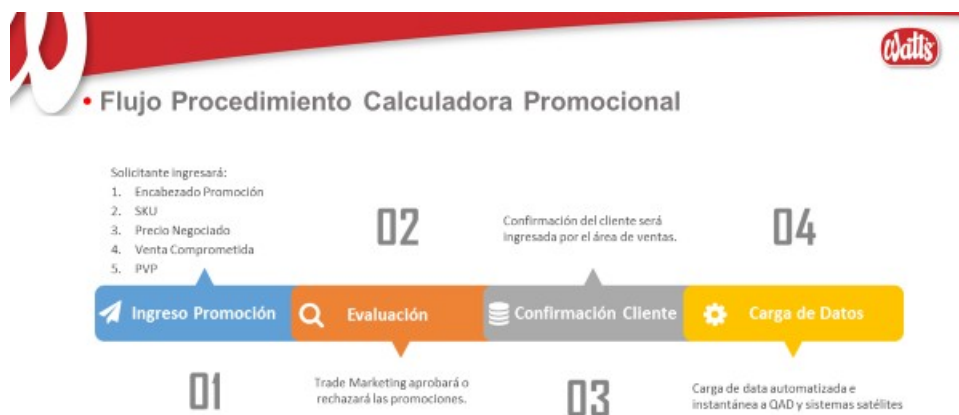 Watt's
• Flujo Procedimiento Calculadora Promocional
Solicitante ingresará:
1. Encabezado Promoción
2. SKU
3. Precio Negociado
4. Venta Comprometida
5. PVP
02
Confirmación del cliente será
ingresada por el área de ventas.
04
Ingreso Promoción
Evaluación
Confirmación Cliente
Carga de Datos
01
Trade Marketing aprobará o
rechazará las promociones.
03
Carga de data automatizada e
instantánea a QAD y sistemas satélites